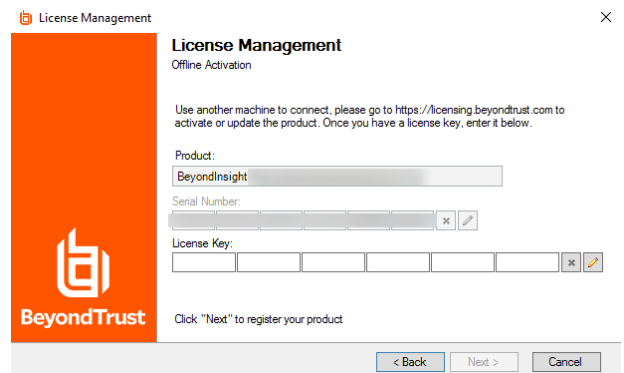 License Management
License Management
Offline Activation
Use another machine to connect, please go to https://licensing.beyondtrust.com to
activate or update the product. Once you have a license key, enter it below.
Product:
BeyondInsight
Serial Number:
License Key:
BeyondTrust
Click "Next" to register your product
< Back
Next >
Cancel